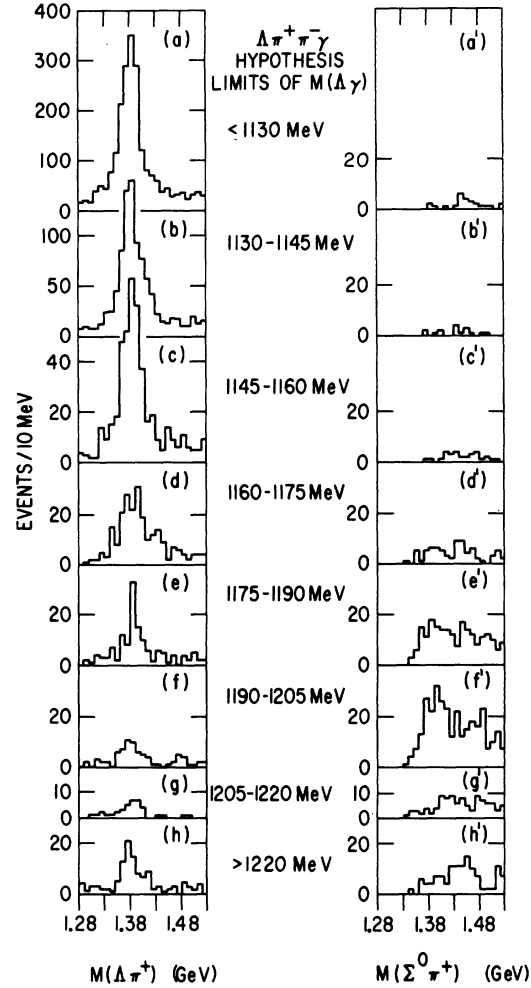 Λπ⁺π⁻γ
HYPOTHESIS
LIMITS OF M(Λγ)
400
300
200
100
0
(a)
< 1130 MeV
20
0
(a')
100
50
0
(b)
1130-1145 MeV
20
0
(b')
40
20
0
(c)
1145-1160 MeV
20
0
(c')
EVENTS/10 MeV
20
0
(d)
1160-1175 MeV
20
0
(d')
20
0
(e)
1175-1190 MeV
20
0
(e')
20
0
(f)
1190-1205 MeV
20
0
(f')
10
0
(g)
1205-1220 MeV
10
0
(g')
20
0
(h)
>1220 MeV
20
0
(h')
1.28 1.38 1.48
1.28 1.38 1.48
M(Λπ⁺) (GeV)
M(Σ⁰π⁺) (GeV)